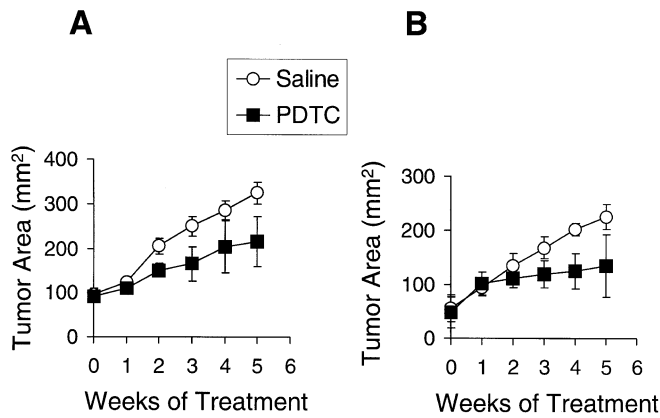 A
B
Saline
PDTC
Tumor Area (mm²)
400
300
200
100
0
0 1 2 3 4 5 6
Weeks of Treatment
Tumor Area (mm²)
300
200
100
0
0 1 2 3 4 5 6
Weeks of Treatment